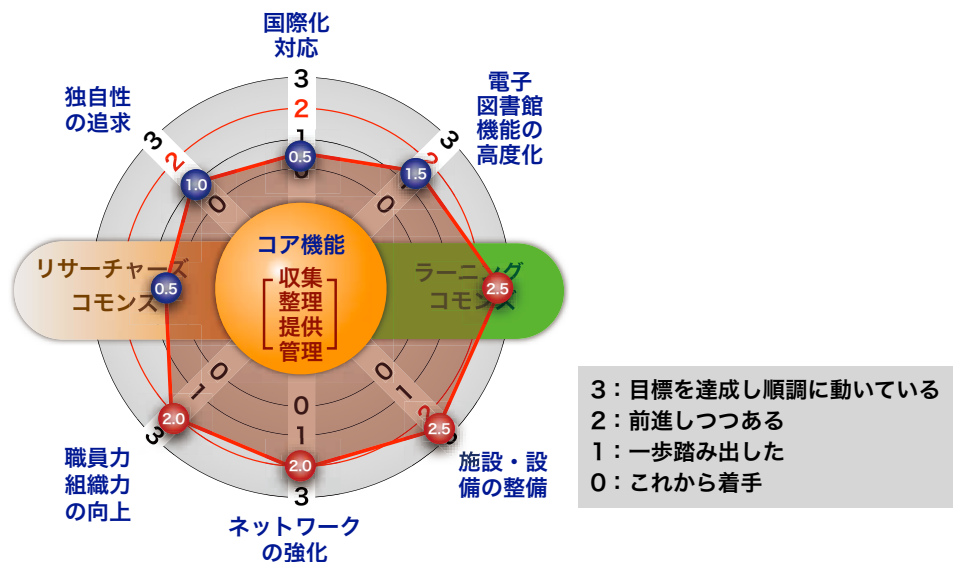 国際化
対応
3
2
1
0
0.5
電子
図書館
機能の
高度化
3
2
0
1.5
独自性
の追求
3
2
0
1.0
リサーチャーズ
コモンズ
0.5
コア機能
収集
整理
提供
管理
ラーニング
コモンズ
2.5
0
1
3
2.0
職員力
組織力
の向上
0
1
3
2.0
ネットワーク
の強化
0
1
2
2.5
施設・設
備の整備
3：目標を達成し順調に動いている
2：前進しつつある
1：一歩踏み出した
0：これから着手